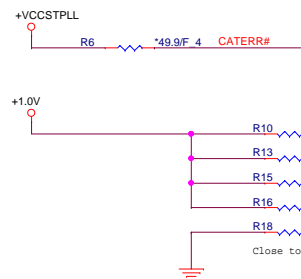 +VCCSTPLL
R6 *49.9/F_4 CATERR#
+1.0V
R10
R13
R15
R16
R18
Close to